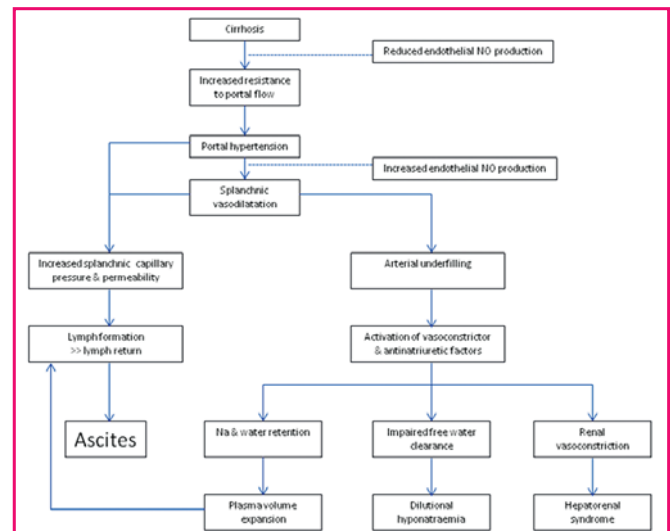 Cirrhosis
Reduced endothelial NO production
Increased resistance
to portal flow
Portal hypertension
Increased endothelial NO production
Splanchnic
vasodilatation
Increased splanchnic capillary
pressure & permeability
Arterial underfilling
Lymph formation
>> lymph return
Activation of vasoconstrictor
& antinatriuretic factors
Ascites
Na & water retention
Impaired free water
clearance
Renal
vasoconstriction
Plasma volume
expansion
Dilutional
hyponatraemia
Hepatorenal
syndrome